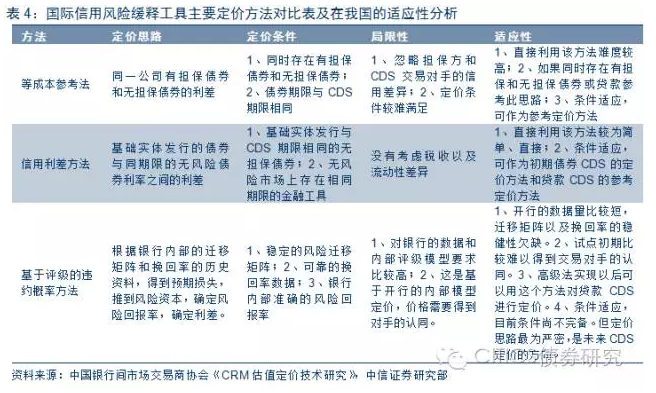 表 4：国际信用风险缓释工具主要定价方法对比表及在我国的适应性分析
方法
定价思路
定价条件
局限性
适应性
等成本参考法
同一公司有担保债券
和无担保债券的利差
1、同时存在有担保
债券和无担保债券；
2、债券期限与 CDS
期限相同
1、忽略担保方和
CDS 交易对手的信
用差异；2、定价条
件较难满足
1、直接利用该方法难度较
高；2、如果同时存在有担
保和无担保债券或贷款参
考此思路；3、条件适应，
可作为参考定价方法
信用利差方法
基础实体发行的债券
与同期限的无风险债
券利率之间的利差
1、基础实体发行与
CDS 期限相同的无
担保债券；2、无风
险市场上存在相同
期限的金融工具
没有考虑税收以及
流动性差异
1、直接利用该方法较为简
单、直接；2、条件适应，
可作为初期债券 CDS 的定
价方法和贷款 CDS 的参考
定价方法
基于评级的违
约概率方法
根据银行内部的迁移
矩阵和挽回率的历史
资料，得到预期损失，
推到风险资本，确定风
险回报率，确定利差。
1、稳定的风险迁移
矩阵；2、可靠的挽
回率数据；3、银行
内部准确的风险回
报率
1、对银行的数据和
内部评级模型要求
比较高；2、这是基
于开行的内部模型
定价，价格需要得到
对手的认同。
1、开行的数据量比较短，
迁移矩阵以及挽回率的稳
健性欠缺。2、试点初期比
较难以得到交易对手的认
同。3、高级法实现以后可
以用这个方法对贷款 CDS
进行定价。4、条件适应，
目前条件尚不完备。但定价
思路最为严密，是未来 CDS
定价的方向。
债券研究
资料来源：中国银行间市场交易商协会《CRM 估值定价技术研究》，中信证券研究部